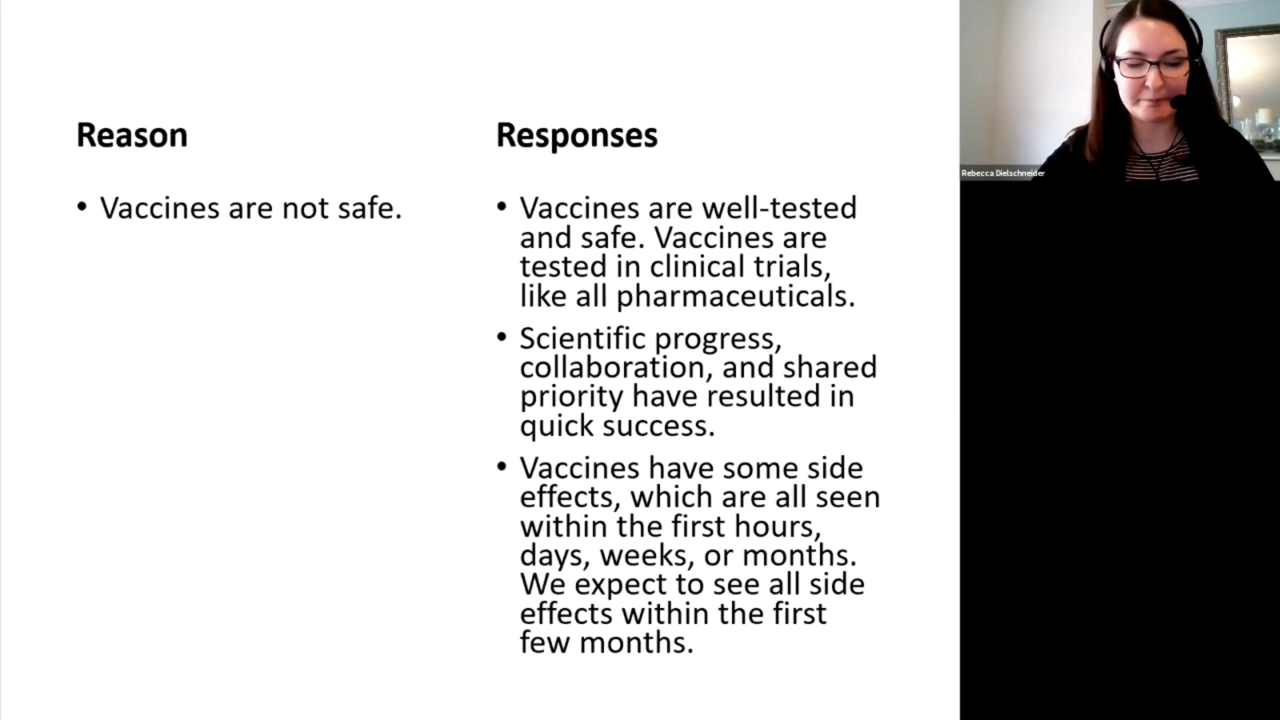 Reason
• Vaccines are not safe.
Responses
• Vaccines are well-tested
and safe. Vaccines are
tested in clinical trials,
like all pharmaceuticals.
• Scientific progress,
collaboration, and shared
priority have resulted in
quick success.
• Vaccines have some side
effects, which are all seen
within the first hours,
days, weeks, or months.
We expect to see all side
effects within the first
few months.
Rebecca Dielschneider